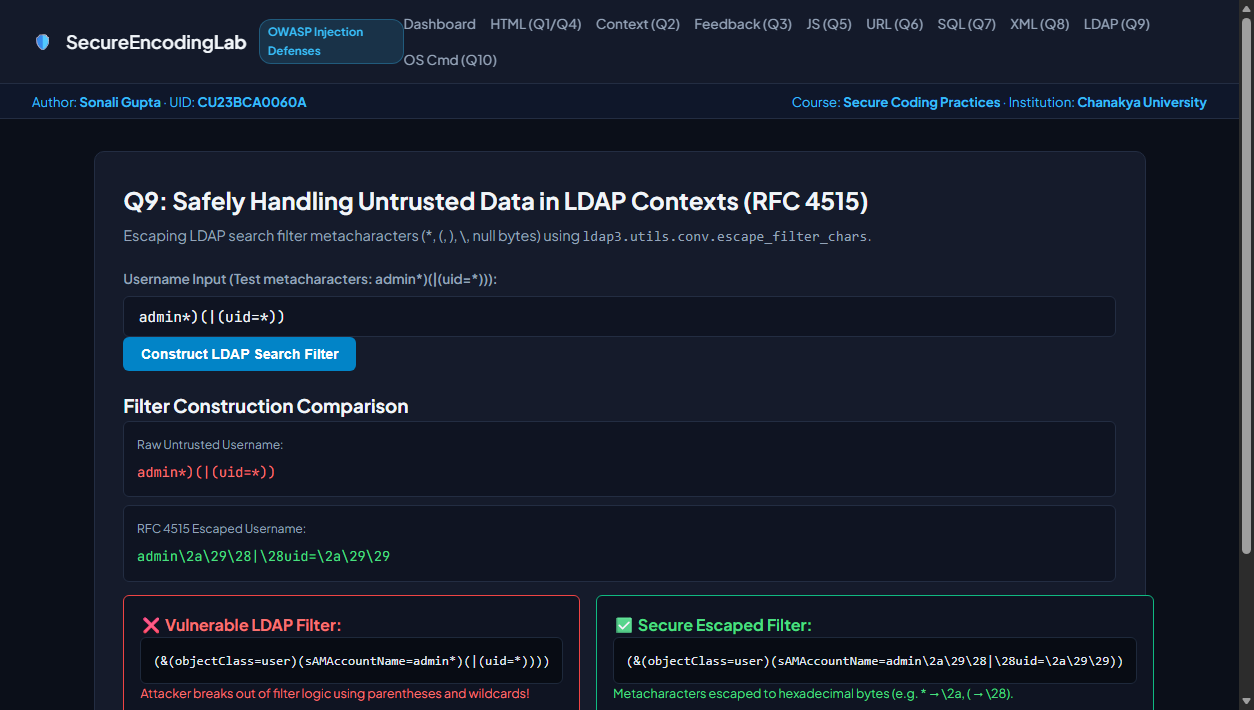 SecureEncodingLab
OWASP Injection
Defenses
Dashboard HTML (Q1/Q4) Context (Q2) Feedback (Q3) JS (Q5) URL (Q6) SQL (Q7) XML (Q8) LDAP (Q9)
OS Cmd (Q10)
Author: Sonali Gupta · UID: CU23BCA0060A
Course: Secure Coding Practices · Institution: Chanakya University
Q9: Safely Handling Untrusted Data in LDAP Contexts (RFC 4515)
Escaping LDAP search filter metacharacters (*, (, ), \, null bytes) using ldap3.utils.conv.escape_filter_chars.
Username Input (Test metacharacters: admin*)(|(uid=*))):
admin*)(|(uid=*))
Construct LDAP Search Filter
Filter Construction Comparison
Raw Untrusted Username:
admin*)(|(uid=*))
RFC 4515 Escaped Username:
admin\2a\29\28|\28uid=\2a\29\29
❌ Vulnerable LDAP Filter:
(&(objectClass=user)(sAMAccountName=admin*)(|(uid=*))))
Attacker breaks out of filter logic using parentheses and wildcards!
✅ Secure Escaped Filter:
(&(objectClass=user)(sAMAccountName=admin\2a\29\28|\28uid=\2a\29\29))
Metacharacters escaped to hexadecimal bytes (e.g. * → \2a, ( → \28).